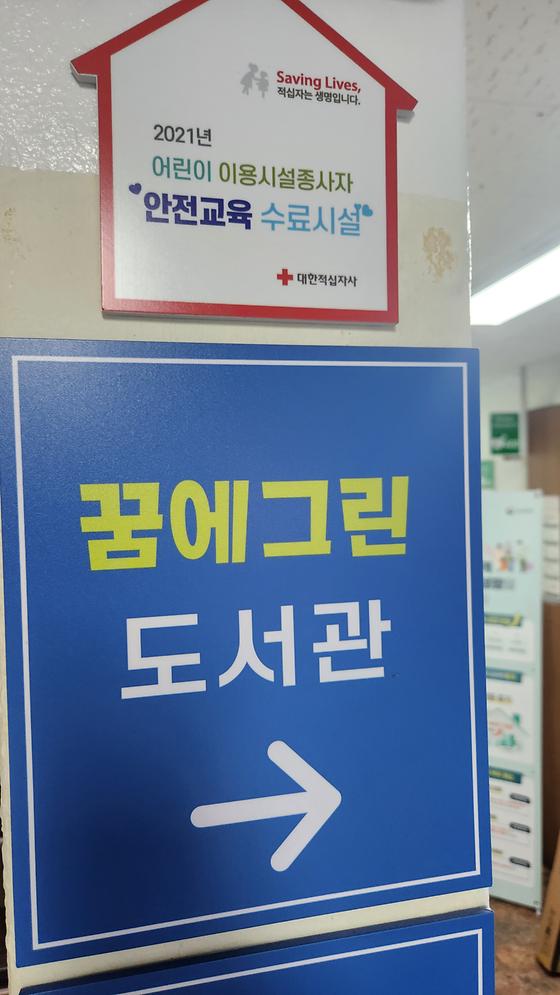 Saving Lives,
적십자는 생명입니다.
2021년
어린이 이용시설종사자
안전교육 수료시설
대한적십자사
꿈에그린
도서관